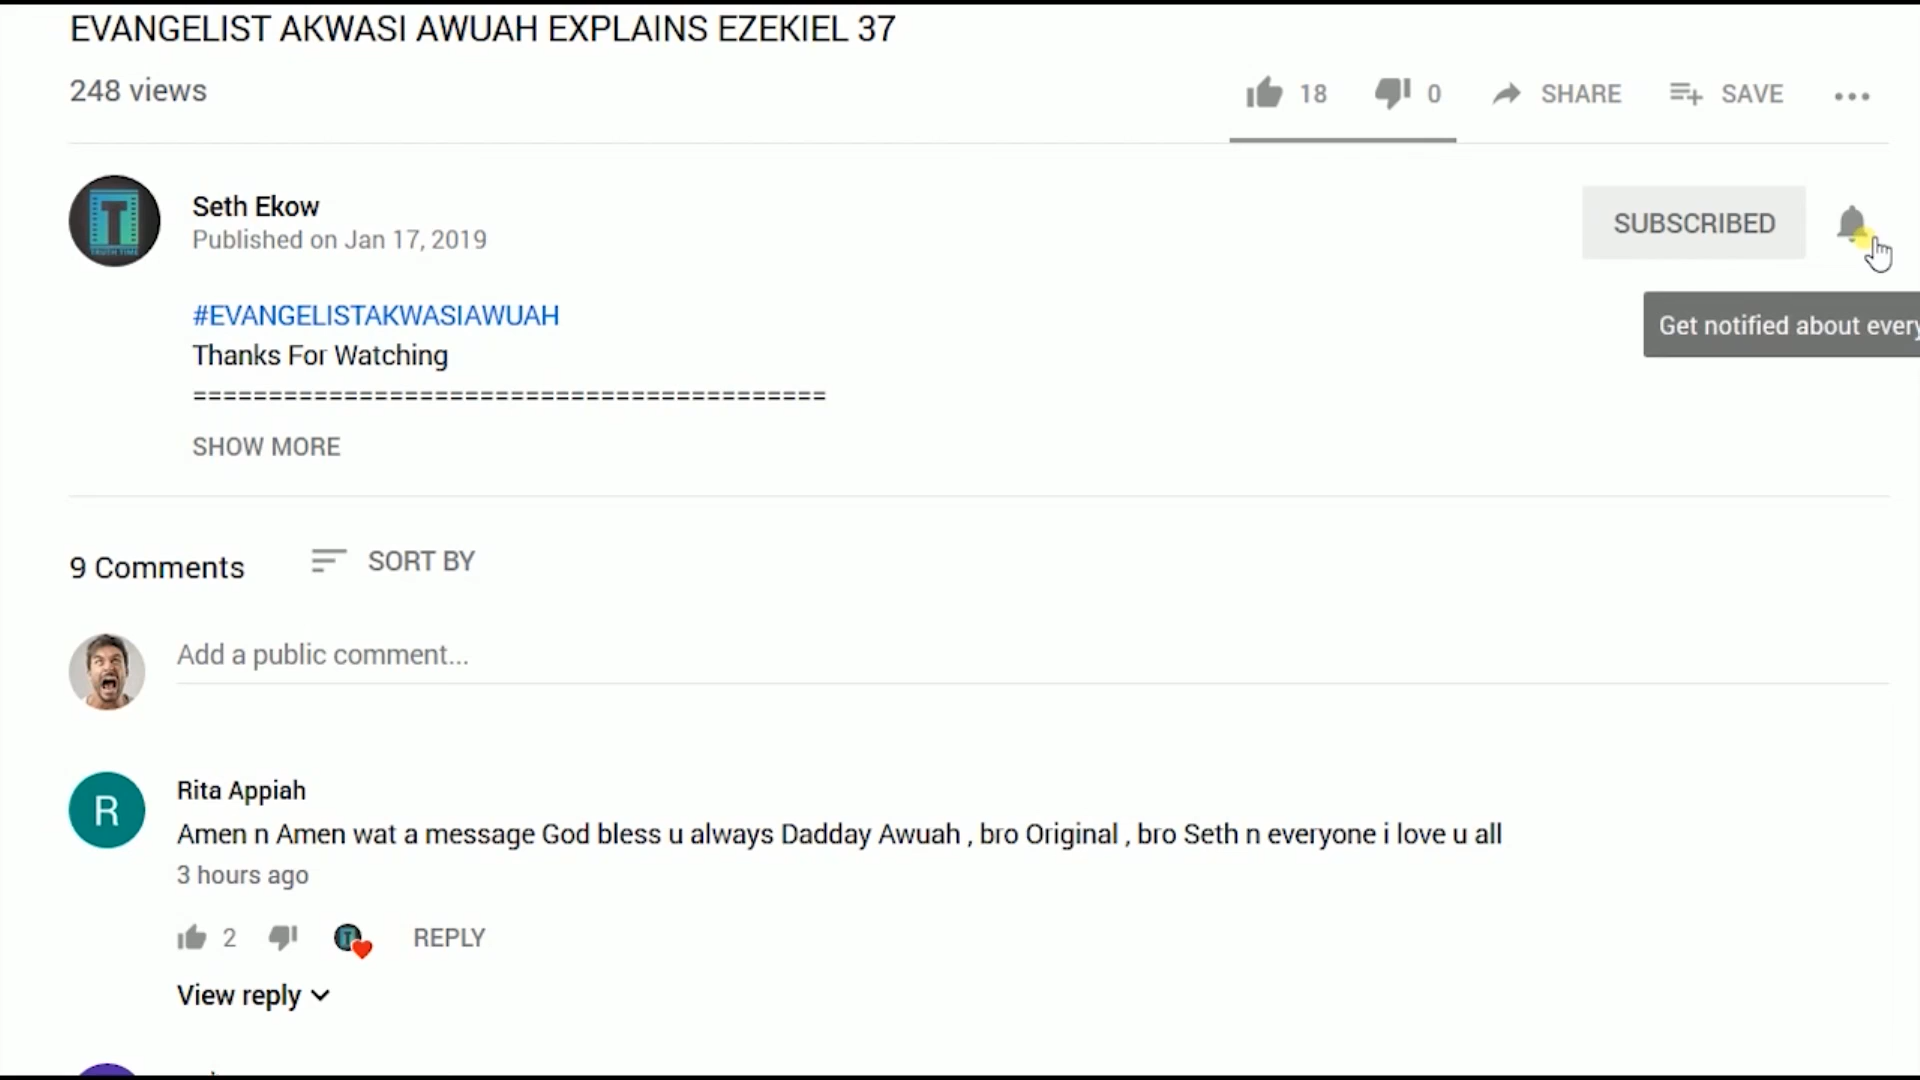 EVANGELIST AKWASI AWUAH EXPLAINS EZEKIEL 37
248 views
18 0 SHARE SAVE
T
TRUTH TIME
Seth Ekow
Published on Jan 17, 2019
SUBSCRIBED
Get notified about every
#EVANGELISTAKWASIAWUAH
Thanks For Watching
==========================================
SHOW MORE
9 Comments SORT BY
Add a public comment...
R
Rita Appiah
Amen n Amen wat a message God bless u always Dadday Awuah , bro Original , bro Seth n everyone i love u all
3 hours ago
2 T REPLY
View reply